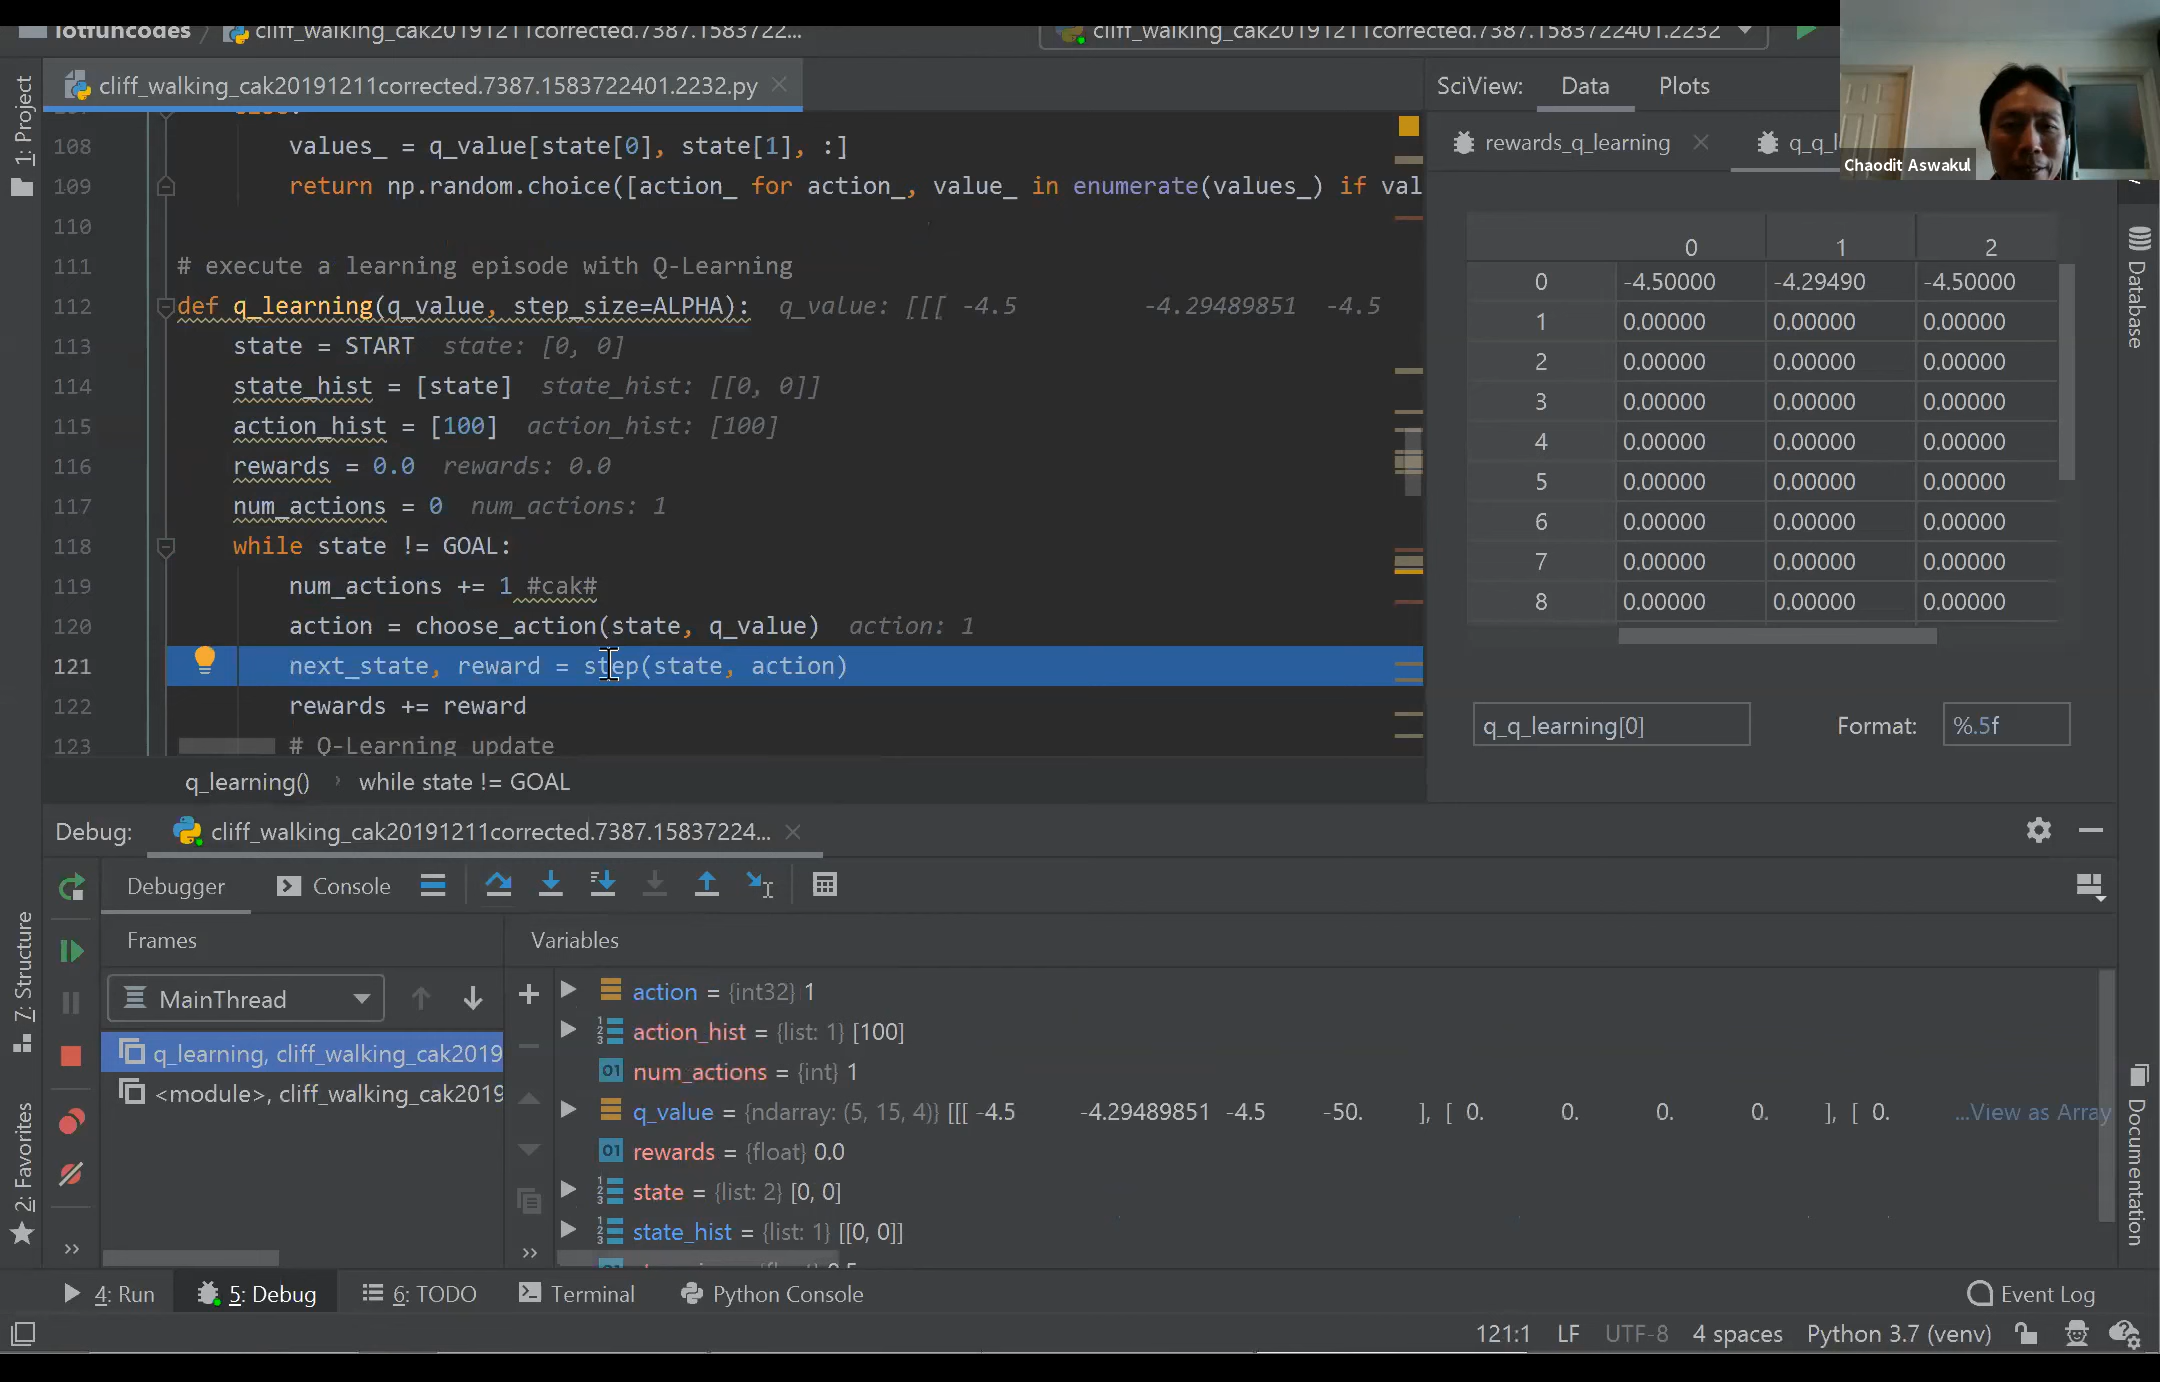 iotfuncodes
cliff_walking_cak20191211corrected.7387.1583722...
cliff_walking_cak20191211corrected.7387.1583722401.2232
1: Project
cliff_walking_cak20191211corrected.7387.1583722401.2232.py
SciView:
Data
Plots
Chaodit Aswakul
rewards_q_learning
q_q_l
108 values_ = q_value[state[0], state[1], :]
109 return np.random.choice([action_ for action_, value_ in enumerate(values_) if val
110
111 # execute a learning episode with Q-Learning
112 def q_learning(q_value, step_size=ALPHA): q_value: [[[ -4.5 -4.29489851 -4.5
113 state = START state: [0, 0]
114 state_hist = [state] state_hist: [[0, 0]]
115 action_hist = [100] action_hist: [100]
116 rewards = 0.0 rewards: 0.0
117 num_actions = 0 num_actions: 1
118 while state != GOAL:
119 num_actions += 1 #cak#
120 action = choose_action(state, q_value) action: 1
121 next_state, reward = step(state, action)
122 rewards += reward
123 # Q-Learning update
q_learning() › while state != GOAL
0 1 2
0 -4.50000 -4.29490 -4.50000
1 0.00000 0.00000 0.00000
2 0.00000 0.00000 0.00000
3 0.00000 0.00000 0.00000
4 0.00000 0.00000 0.00000
5 0.00000 0.00000 0.00000
6 0.00000 0.00000 0.00000
7 0.00000 0.00000 0.00000
8 0.00000 0.00000 0.00000
q_q_learning[0]
Format: %.5f
Database
Documentation
Debug: cliff_walking_cak20191211corrected.7387.15837224...
Debugger
Console
Frames
Variables
MainThread
q_learning, cliff_walking_cak2019
<module>, cliff_walking_cak2019
action = {int32} 1
action_hist = {list: 1} [100]
num_actions = {int} 1
q_value = {ndarray: (5, 15, 4)} [[[ -4.5 -4.29489851 -4.5 -50. ], [ 0. 0. 0. 0. ], [ 0. ...View as Array
rewards = {float} 0.0
state = {list: 2} [0, 0]
state_hist = {list: 1} [[0, 0]]
7: Structure
2: Favorites
4: Run
5: Debug
6: TODO
Terminal
Python Console
Event Log
121:1 LF UTF-8 4 spaces Python 3.7 (venv)